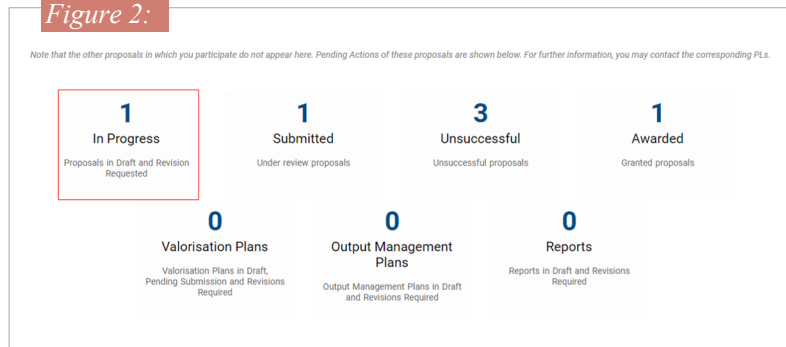 Figure 2:
Note that the other proposals in which you participate do not appear here. Pending Actions of these proposals are shown below. For further information, you may contact the corresponding PLs.
1
In Progress
Proposals in Draft and Revision
Requested
1
Submitted
Under review proposals
3
Unsuccessful
Unsuccessful proposals
1
Awarded
Granted proposals
0
Valorisation Plans
Valorisation Plans in Draft,
Pending Submission and Revisions
Required
0
Output Management
Plans
Output Management Plans in Draft
and Revisions Required
0
Reports
Reports in Draft and Revisions
Required